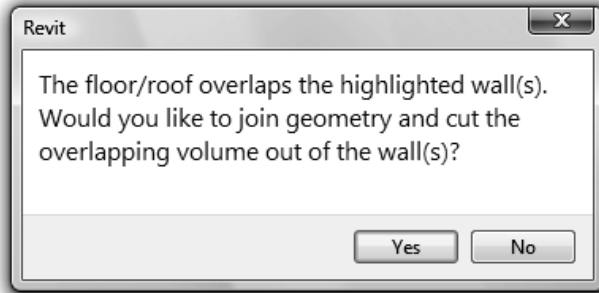 Revit
The floor/roof overlaps the highlighted wall(s).
Would you like to join geometry and cut the
overlapping volume out of the wall(s)?
Yes No